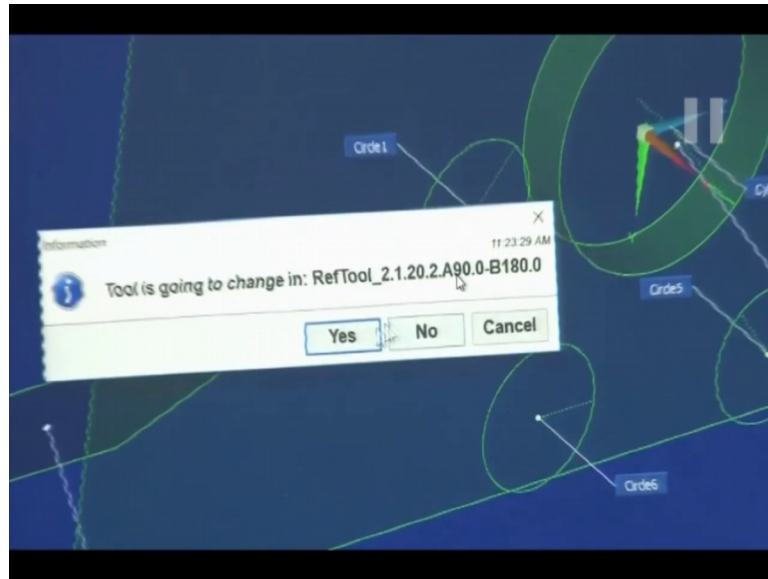 Circle1
Information
11:23:29 AM
Tool is going to change in: RefTool_2.1.20.2.A90.0-B180.0
Yes No Cancel
Circle5
Circle6